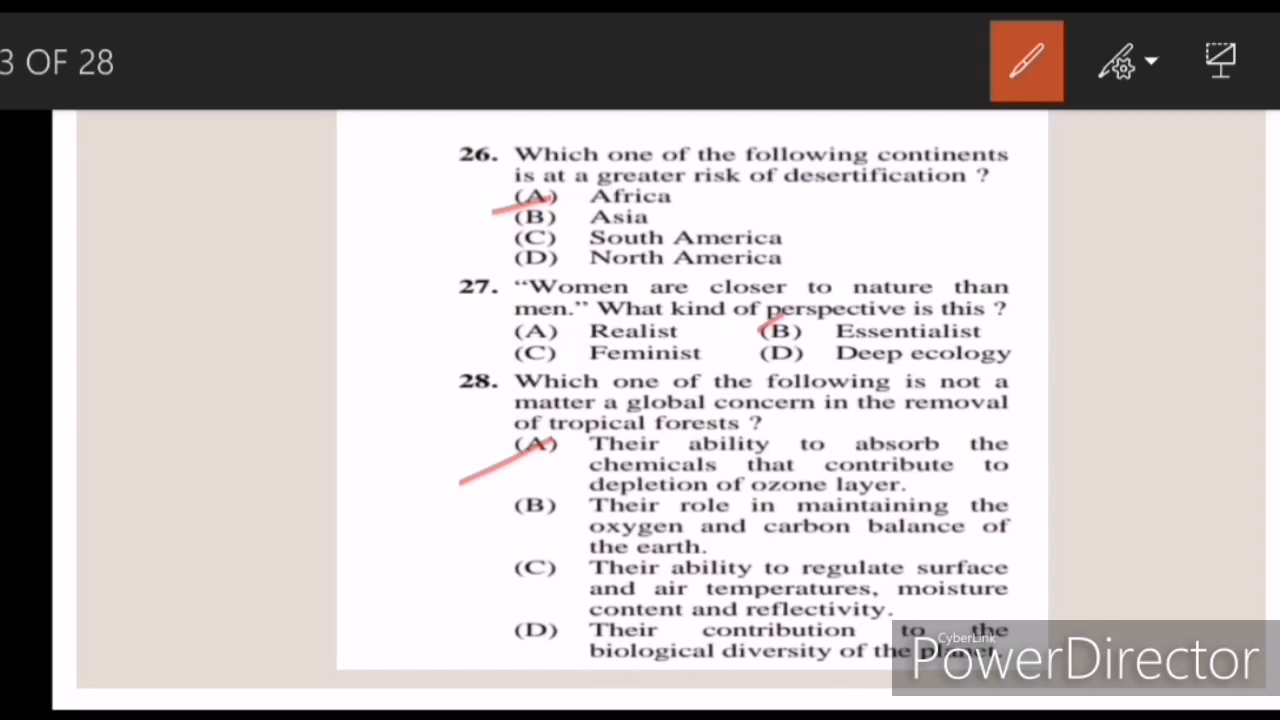 3 OF 28
26. Which one of the following continents
is at a greater risk of desertification ?
(A) Africa
(B) Asia
(C) South America
(D) North America
27. “Women are closer to nature than
men.” What kind of perspective is this ?
(A) Realist (B) Essentialist
(C) Feminist (D) Deep ecology
28. Which one of the following is not a
matter a global concern in the removal
of tropical forests ?
(A) Their ability to absorb the
chemicals that contribute to
depletion of ozone layer.
(B) Their role in maintaining the
oxygen and carbon balance of
the earth.
(C) Their ability to regulate surface
and air temperatures, moisture
content and reflectivity.
(D) Their contribution to the
biological diversity of the planet.
CyberLink
PowerDirector